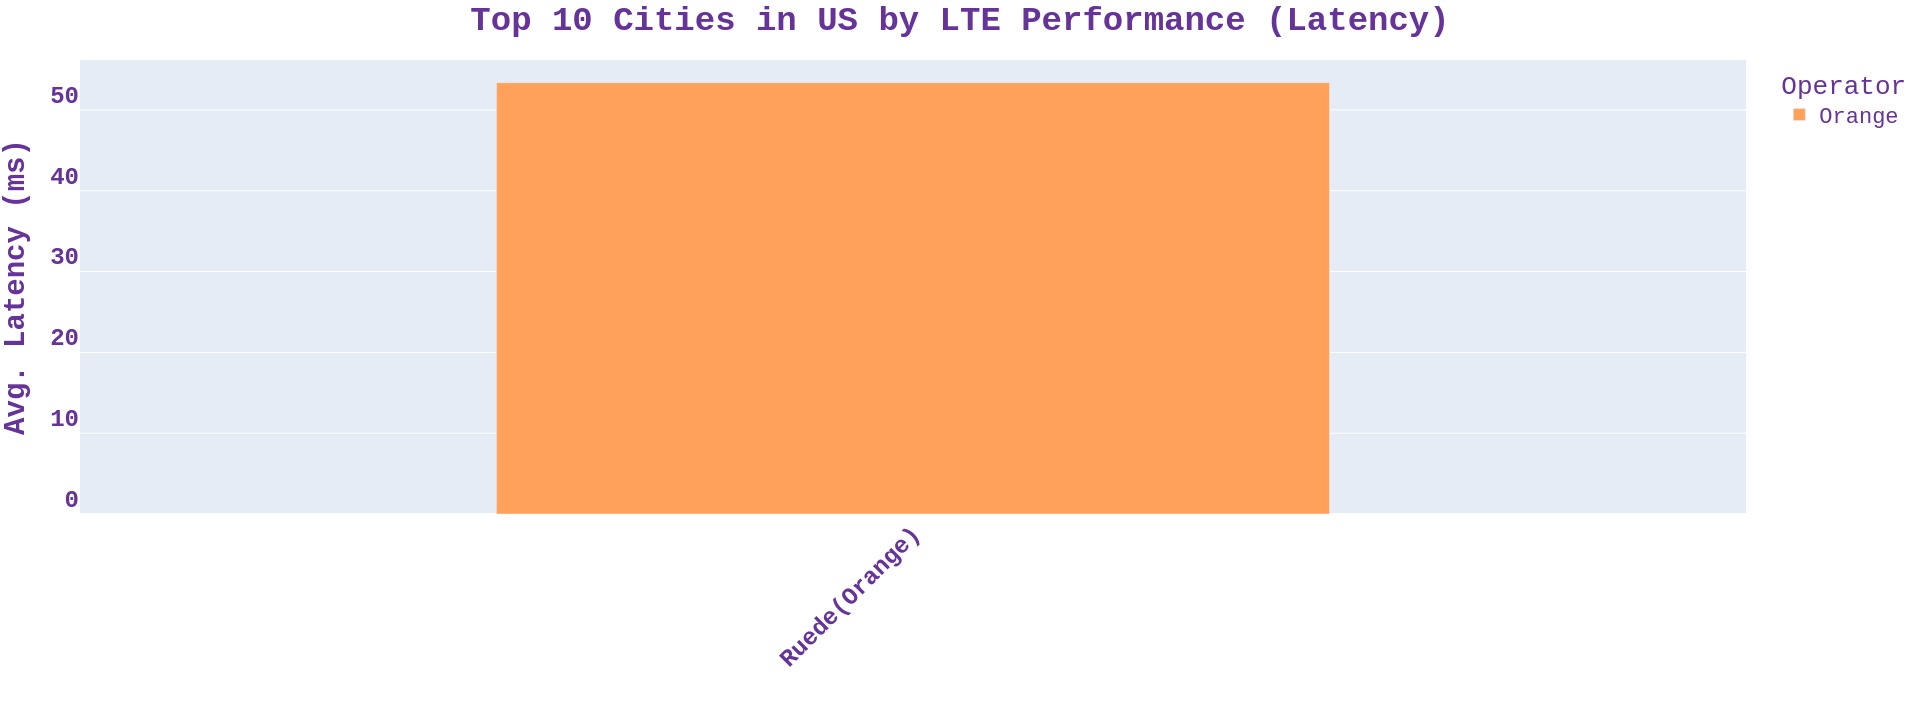 Top 10 Cities in US by LTE Performance (Latency)
Avg. Latency (ms)
50
40
30
20
10
0
Ruede(Orange)
Operator
Orange